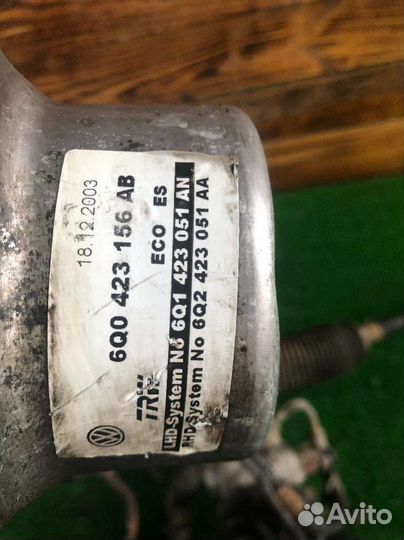 18.12.2003
6Q0 423 156 AB
ECO ES
TRW
LHD-System No 6Q1 423 051 AN
RHD-System No 6Q2 423 051 AA
Avito